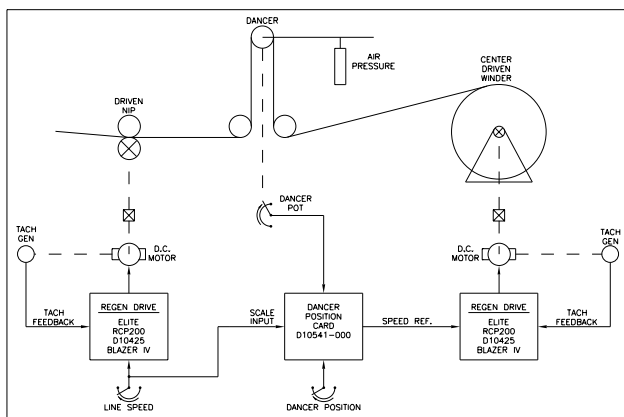 DANCER
AIR
PRESSURE
CENTER
DRIVEN
WINDER
DRIVEN
NIP
DANCER
POT
TACH
GEN
D.C.
MOTOR
D.C.
MOTOR
TACH
GEN
TACH
FEEDBACK
REGEN DRIVE
ELITE
RCP200
D10425
BLAZER IV
SCALE
INPUT
DANCER
POSITION
CARD
D10541-000
SPEED REF.
REGEN DRIVE
ELITE
RCP200
D10425
BLAZER IV
TACH
FEEDBACK
LINE SPEED
DANCER POSITION